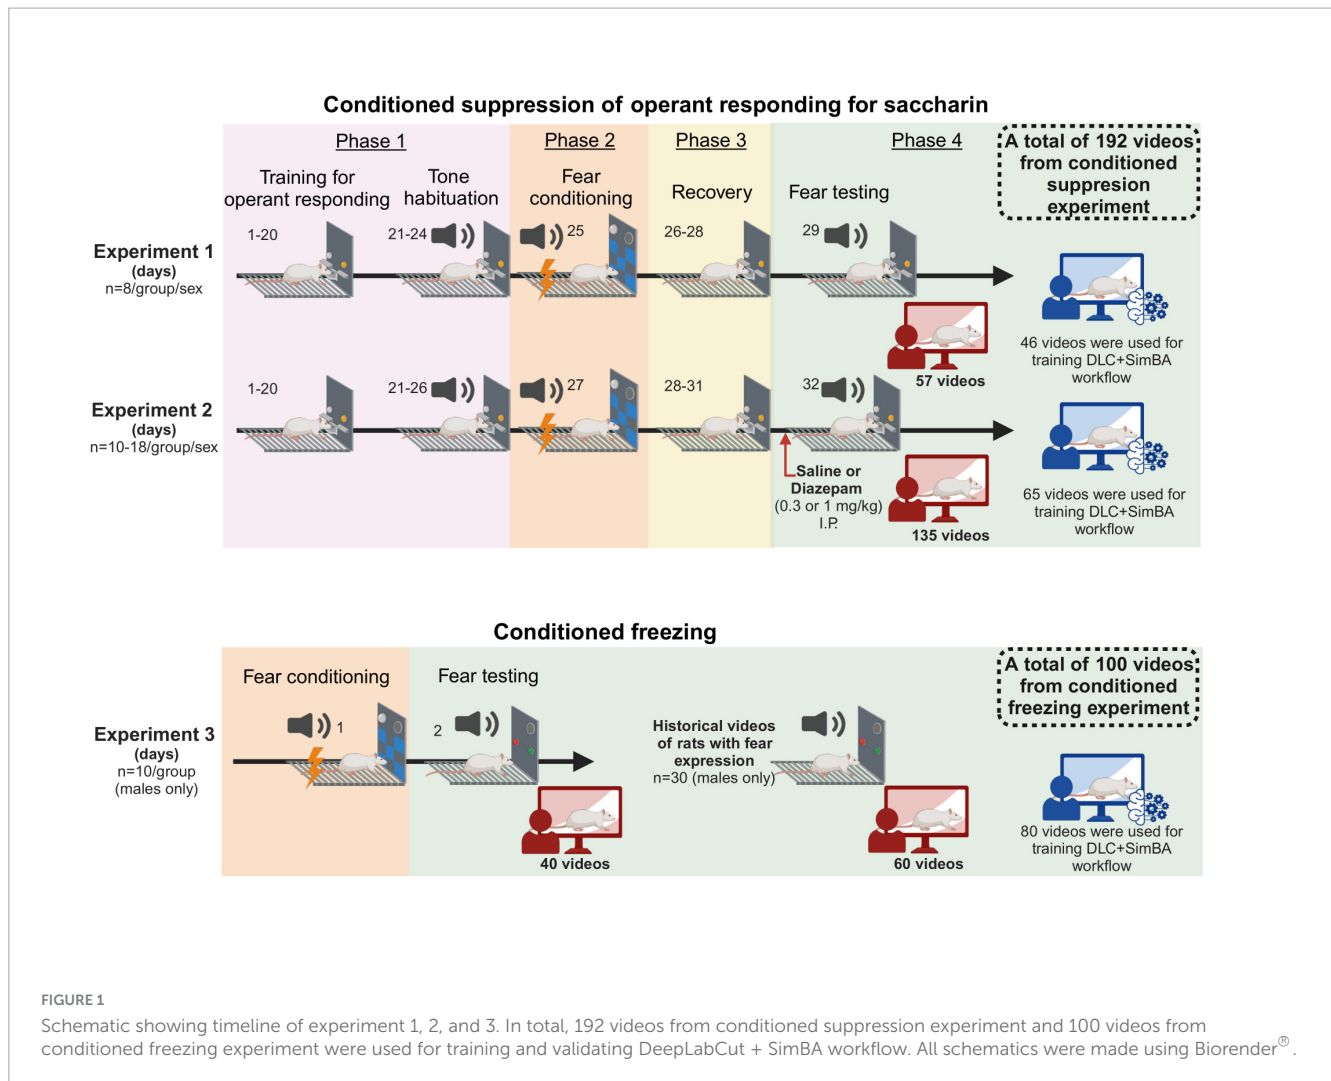 Conditioned suppression of operant responding for saccharin
Phase 1
Phase 2
Phase 3
Phase 4
A total of 192 videos
from conditioned
suppresion
experiment
Training for
operant responding
Tone
habituation
Fear
conditioning
Recovery
Fear testing
Experiment 1
(days)
n=8/group/sex
1-20
21-24
25
26-28
29
57 videos
46 videos were used for
training DLC+SimBA
workflow
Experiment 2
(days)
n=10-18/group/sex
1-20
21-26
27
28-31
32
Saline or
Diazepam
(0.3 or 1 mg/kg)
I.P.
135 videos
65 videos were used for
training DLC+SimBA
workflow
Conditioned freezing
Fear conditioning
Fear testing
A total of 100 videos
from conditioned
freezing experiment
Experiment 3
(days)
n=10/group
(males only)
1
2
40 videos
Historical videos
of rats with fear
expression
n=30 (males only)
60 videos
80 videos were used for
training DLC+SimBA
workflow
FIGURE 1
Schematic showing timeline of experiment 1, 2, and 3. In total, 192 videos from conditioned suppression experiment and 100 videos from
conditioned freezing experiment were used for training and validating DeepLabCut + SimBA workflow. All schematics were made using Biorender®.